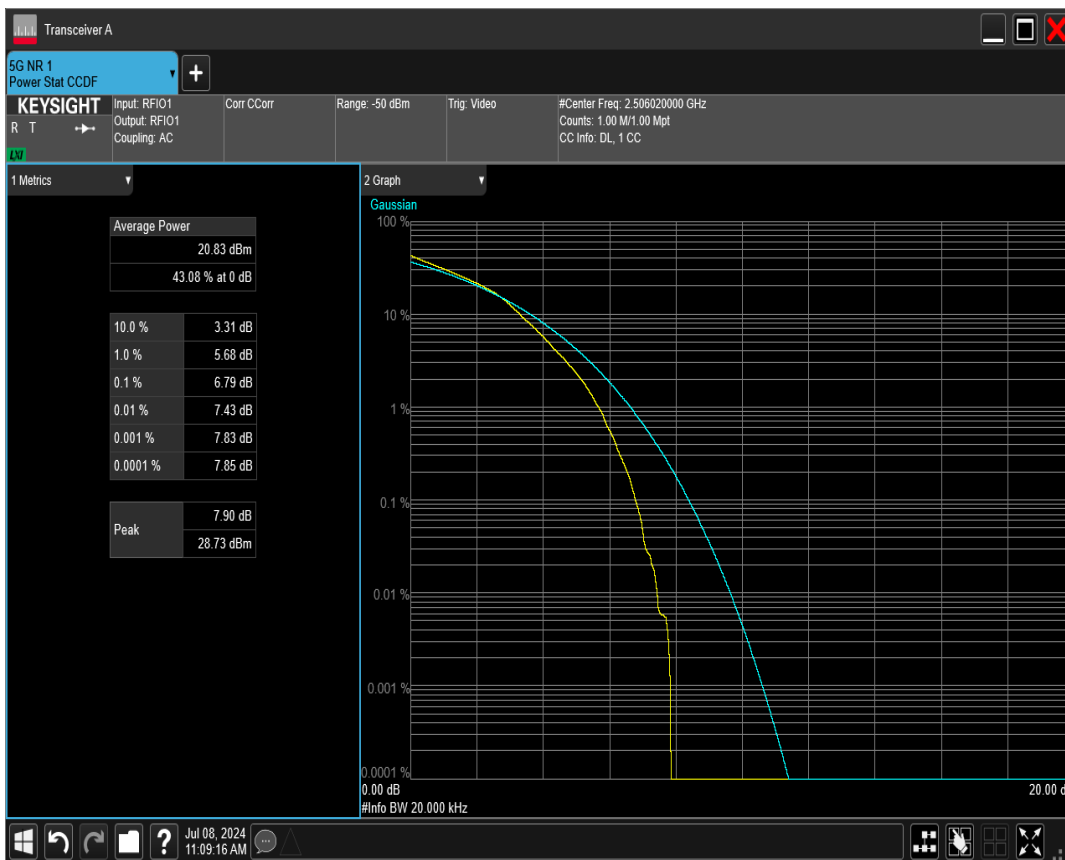 Transceiver A
5G NR 1
Power Stat CCDF
+
KEYSIGHT
R T
LXI
Input: RFIO1
Output: RFIO1
Coupling: AC
Corr CCorr
Range: -50 dBm
Trig: Video
#Center Freq: 2.506020000 GHz
Counts: 1.00 M/1.00 Mpt
CC Info: DL, 1 CC
1 Metrics
Average Power
20.83 dBm
43.08 % at 0 dB
10.0 % 3.31 dB
1.0 % 5.68 dB
0.1 % 6.79 dB
0.01 % 7.43 dB
0.001 % 7.83 dB
0.0001 % 7.85 dB
Peak
7.90 dB
28.73 dBm
2 Graph
Gaussian
100 %
10 %
1 %
0.1 %
0.01 %
0.001 %
0.0001 %
0.00 dB
20.00 d
#Info BW 20.000 kHz
?
Jul 08, 2024
11:09:16 AM